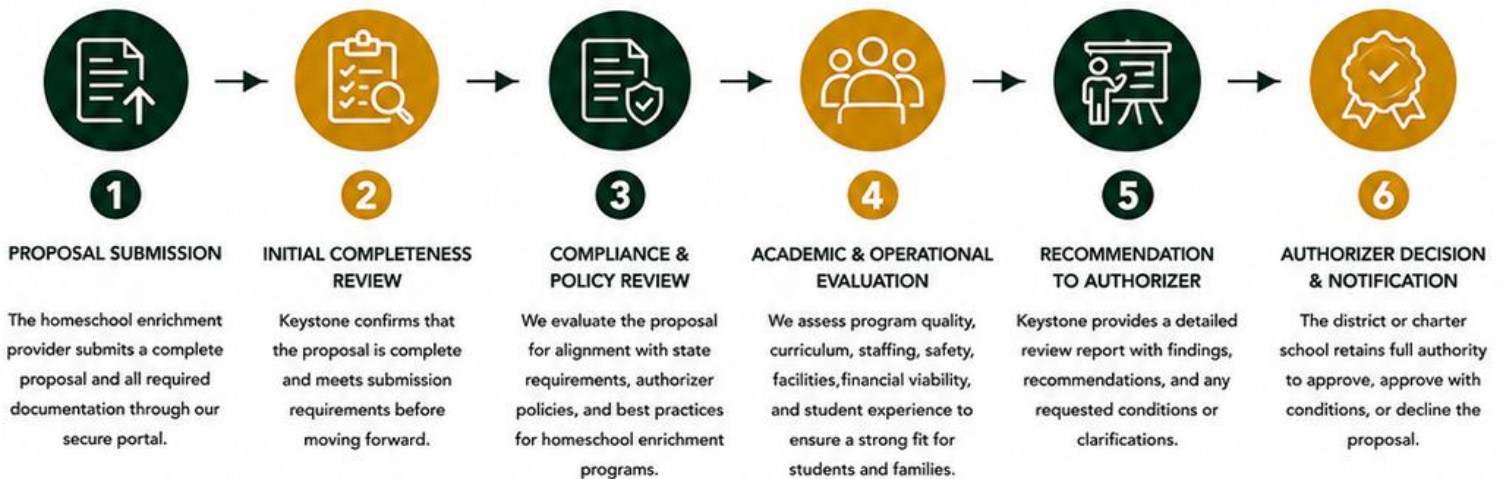 1
PROPOSAL SUBMISSION
The homeschool enrichment
provider submits a complete
proposal and all required
documentation through our
secure portal.
2
INITIAL COMPLETENESS
REVIEW
Keystone confirms that
the proposal is complete
and meets submission
requirements before
moving forward.
3
COMPLIANCE &
POLICY REVIEW
We evaluate the proposal
for alignment with state
requirements, authorizer
policies, and best practices
for homeschool enrichment
programs.
4
ACADEMIC & OPERATIONAL
EVALUATION
We assess program quality,
curriculum, staffing, safety,
facilities,financial viability,
and student experience to
ensure a strong fit for
students and families.
5
RECOMMENDATION
TO AUTHORIZER
Keystone provides a detailed
review report with findings,
recommendations, and any
requested conditions or
clarifications.
6
AUTHORIZER DECISION
& NOTIFICATION
The district or charter
school retains full authority
to approve, approve with
conditions, or decline the
proposal.